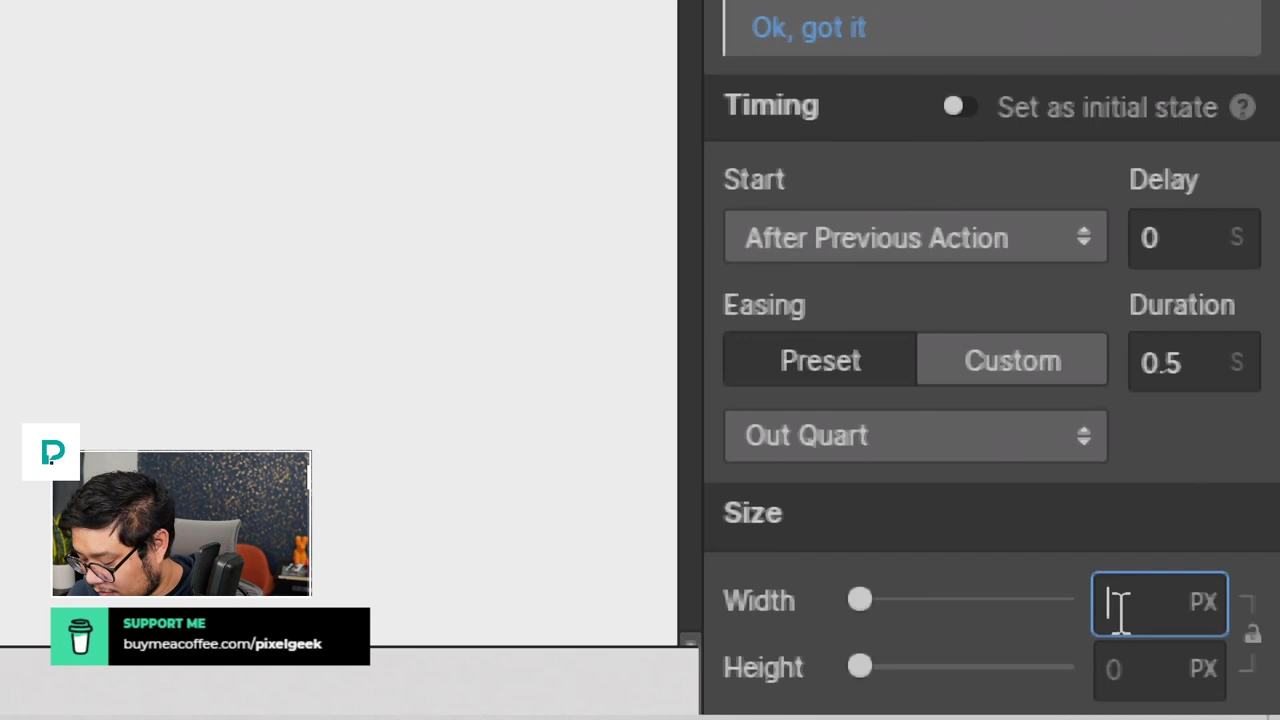 Ok, got it
Timing
Set as initial state ?
Start
Delay
After Previous Action
0 S
Easing
Duration
Preset
Custom
0.5 S
Out Quart
Size
Width
PX
Height
0 PX
SUPPORT ME
buymeacoffee.com/pixelgeek